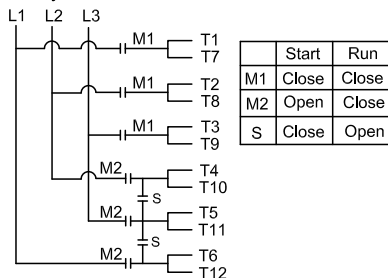 L1 L2 L3
M1 T1
T7
M1 T2
T8
M1 T3
T9
M2 T4
T10
S
M2 T5
T11
S
M2 T6
T12
Start Run
M1 Close Close
M2 Open Close
S Close Open